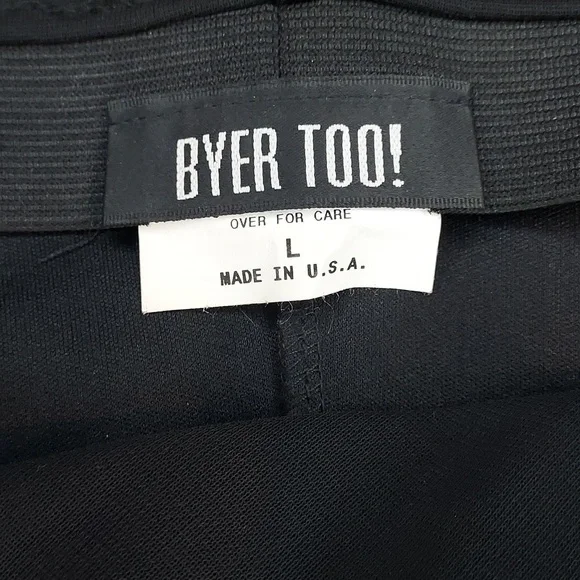 BYER TOO!
OVER FOR CARE
L
MADE IN U.S.A.